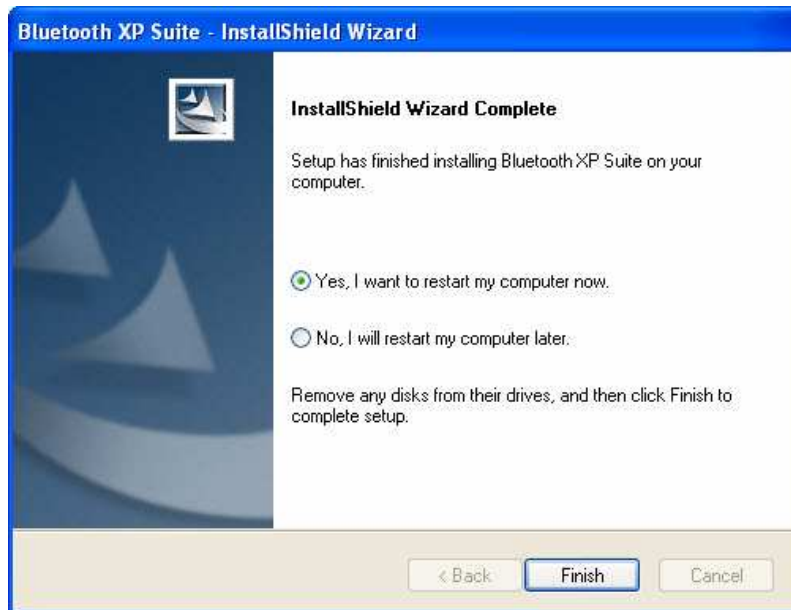 Bluetooth XP Suite - InstallShield Wizard
InstallShield Wizard Complete
Setup has finished installing Bluetooth XP Suite on your
computer.
Yes, I want to restart my computer now.
No, I will restart my computer later.
Remove any disks from their drives, and then click Finish to
complete setup.
< Back Finish Cancel